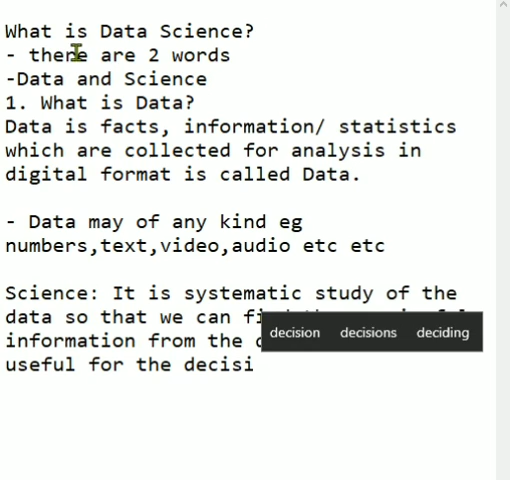 What is Data Science?
- there are 2 words
-Data and Science
1. What is Data?
Data is facts, information/ statistics
which are collected for analysis in
digital format is called Data.
- Data may of any kind eg
numbers,text,video,audio etc etc
Science: It is systematic study of the
data so that we can
information from the
decision decisions deciding
useful for the decisi